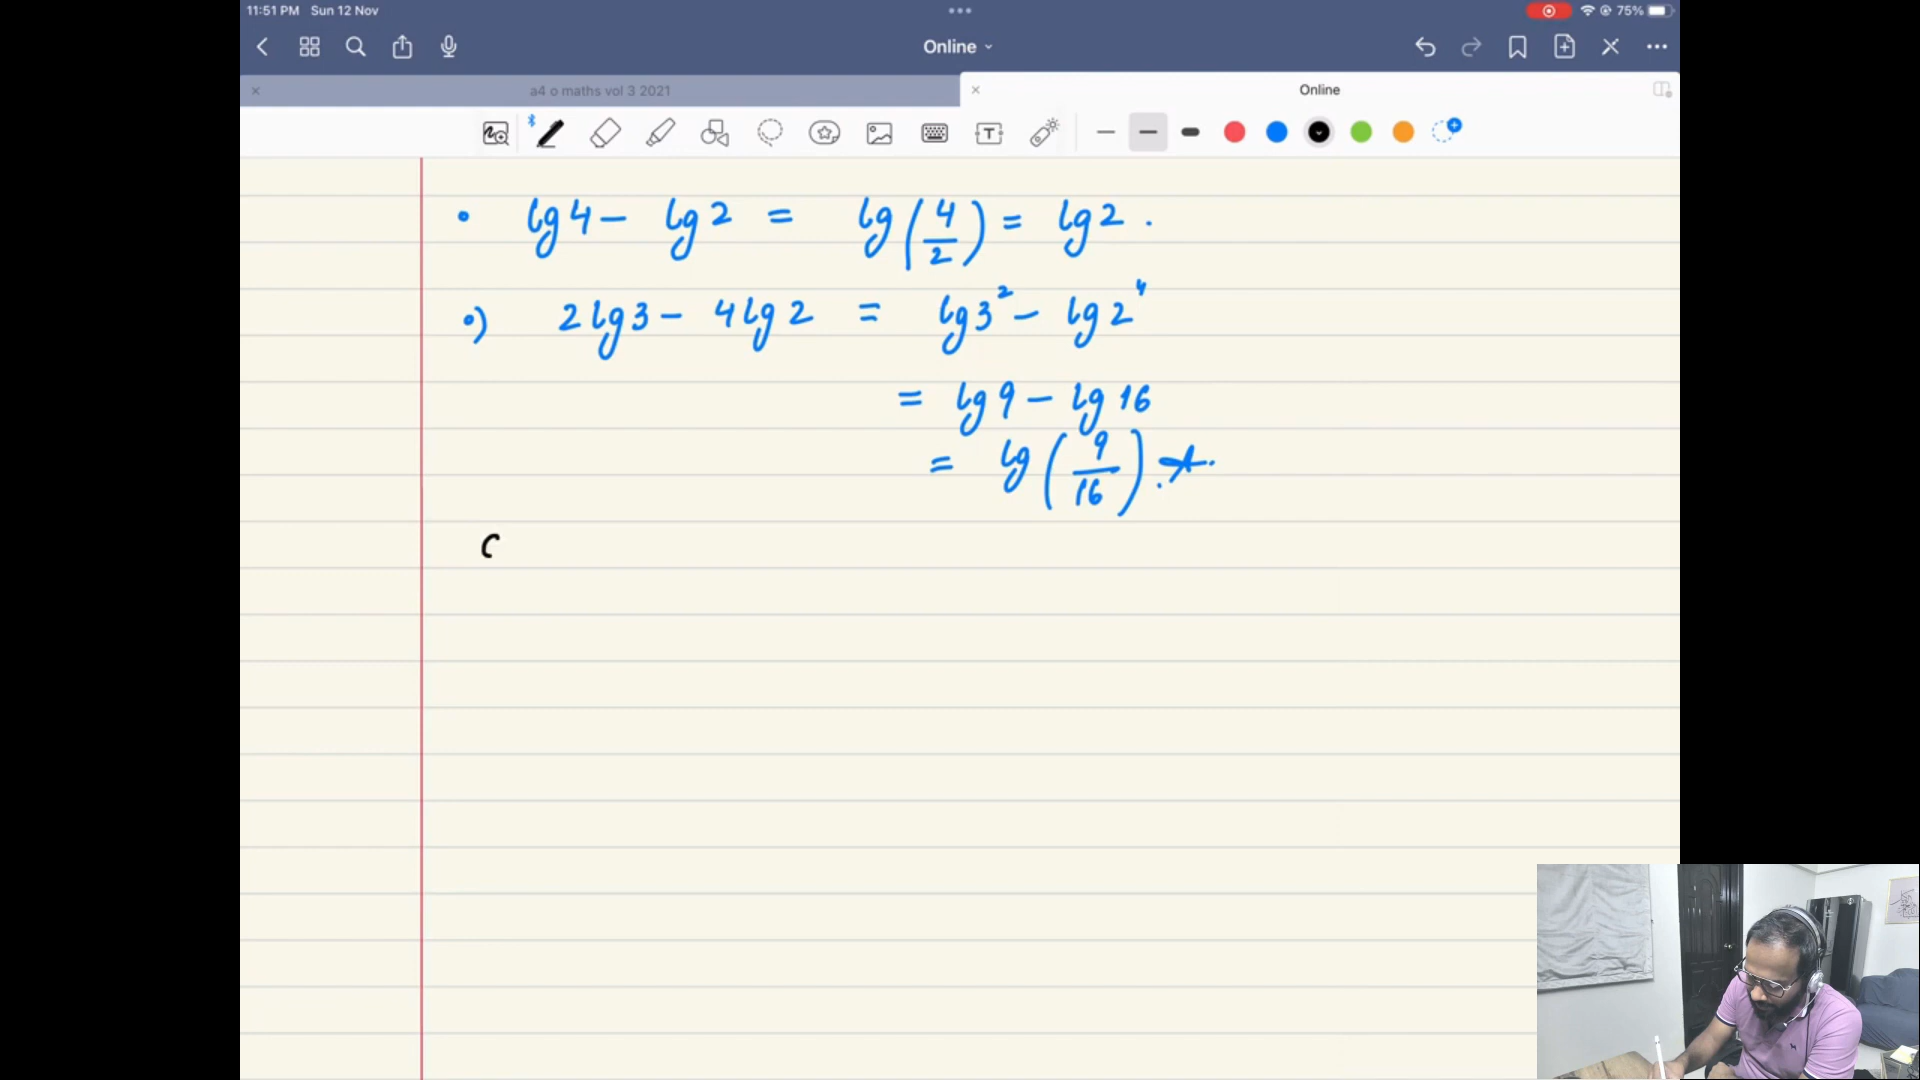 11:51 PM Sun 12 Nov
75%
Online
a4 o maths vol 3 2021
Online
• lg4 − lg2 = lg(4/2) = lg2.
•) 2lg3 − 4lg2 = lg3² − lg2⁴
= lg9 − lg16
= lg(9/16)
C